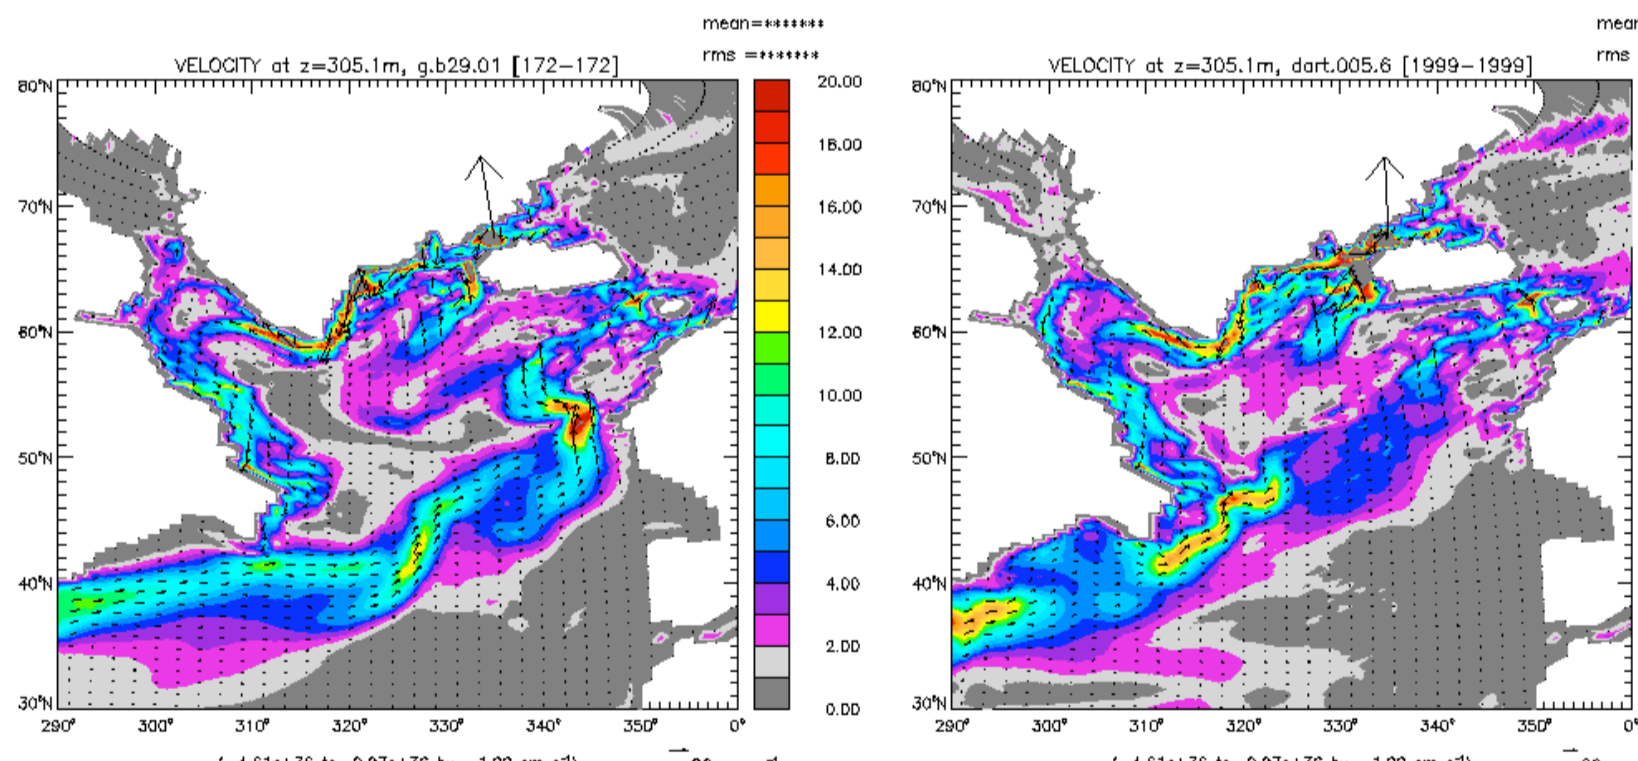 mean=*******
rms =*******
VELOCITY at z=305.1m, g.b29.01 [172-172]
80°N
70°N
60°N
50°N
40°N
30°N
290° 300° 310° 320° 330° 340° 350° 0°
20.00
18.00
16.00
14.00
12.00
10.00
8.00
6.00
4.00
2.00
0.00
mear
rms
VELOCITY at z=305.1m, dart.005.6 [1999-1999]
80°N
70°N
60°N
50°N
40°N
30°N
290° 300° 310° 320° 330° 340° 350° 0°